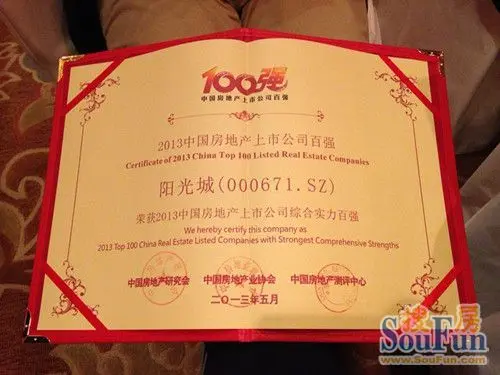 100强
中国房地产上市公司百强
2013中国房地产上市公司百强
Certificate of 2013 China Top 100 Listed Real Estate Companies
阳光城(000671.SZ)
荣获2013中国房地产上市公司综合实力百强
We hereby certify this company as
2013 Top 100 China Real Estate Listed Companies with Strongest Comprehensive Strengths
中国房地产研究会 中国房地产业协会 中国房地产测评中心
二〇一三年五月
搜房
SouFun
www.SouFun.com